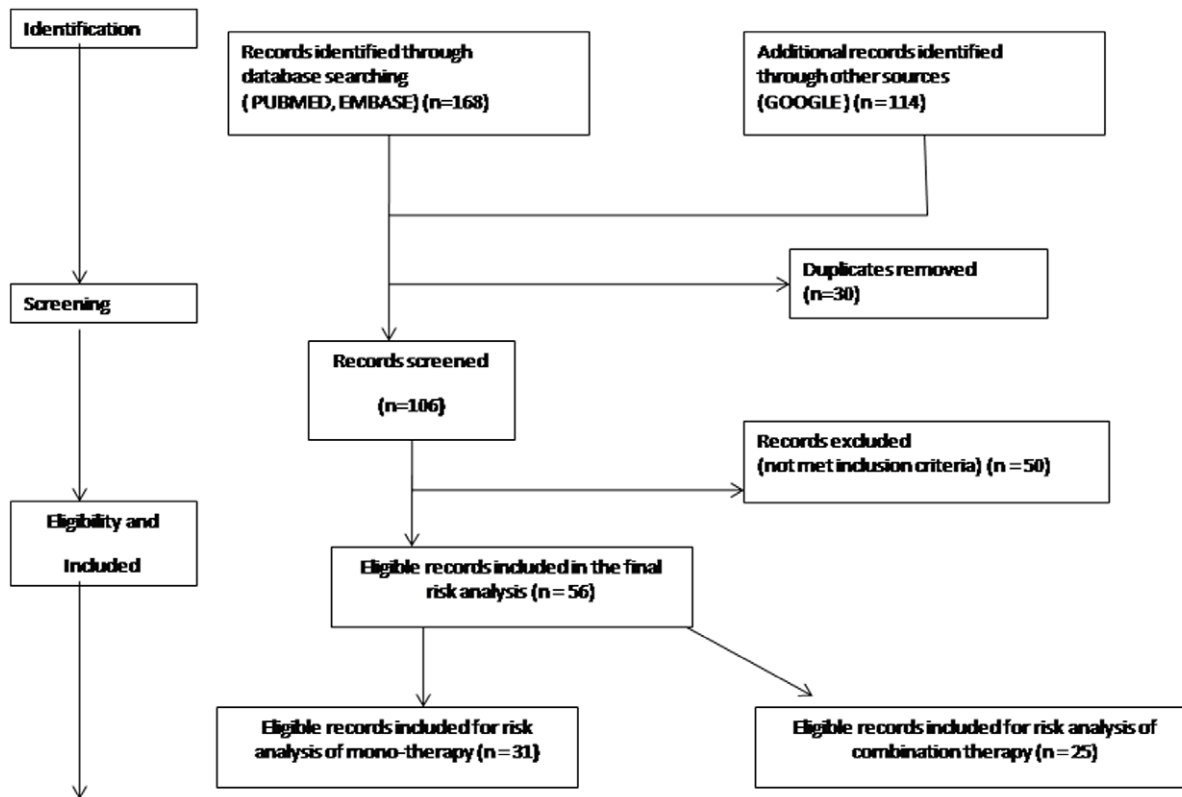 Identification
Records identified through
database searching
( PUBMED, EMBASE) (n=168)
Additional records identified
through other sources
(GOOGLE) (n = 114)
Duplicates removed
(n=30)
Screening
Records screened
(n=106}
Records excluded
(not met inclusion criteria) (n = 50)
Eligibility and
Included
Eligible records included in the final
risk analysis (n = 56)
Eligible records included for risk
analysis of mono-therapy (n = 31}
Eligible records included for risk analysis of
combination therapy (n = 25)